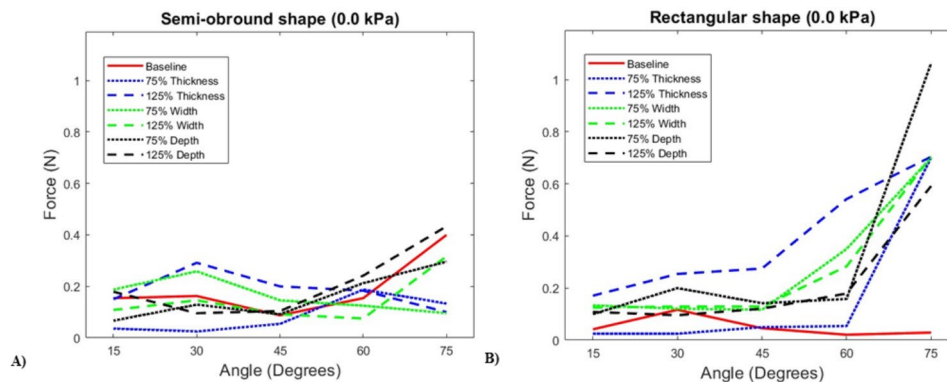 Semi-obround shape (0.0 kPa)
Force (N)
1
0.8
0.6
0.4
0.2
0
Baseline
75% Thickness
125% Thickness
75% Width
125% Width
75% Depth
125% Depth
15 30 45 60 75
Angle (Degrees)
A)
Rectangular shape (0.0 kPa)
Force (N)
1
0.8
0.6
0.4
0.2
0
Baseline
75% Thickness
125% Thickness
75% Width
125% Width
75% Depth
125% Depth
15 30 45 60 75
Angle (Degrees)
B)